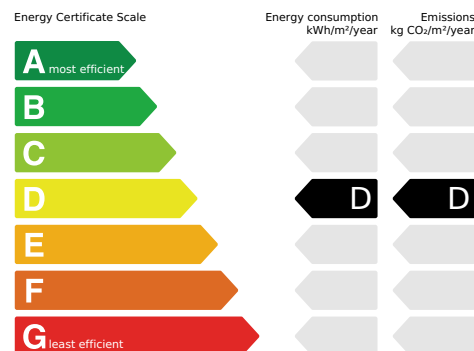 Energy Certificate Scale
Energy consumption
kWh/m²/year
Emissions
kg CO₂/m²/year
A most efficient
B
C
D
D
D
E
F
G least efficient